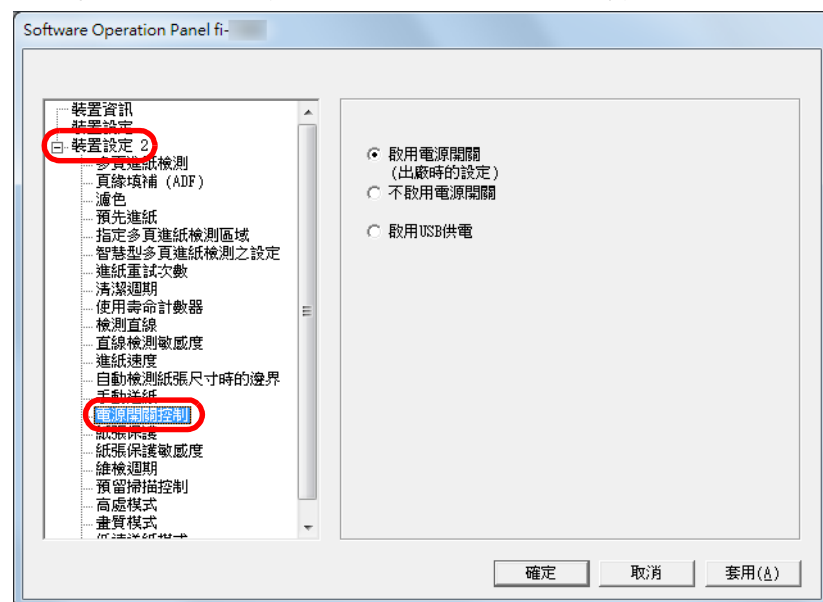 Software Operation Panel fi-
裝置資訊
裝置設定
裝置設定 2
多頁進紙檢測
頁緣填補 (ADF)
濾色
預先進紙
指定多頁進紙檢測區域
智慧型多頁進紙檢測之設定
進紙重試次數
清潔週期
使用壽命計數器
檢測直線
直線檢測敏感度
進紙速度
自動檢測紙張尺寸時的邊界
手動送紙
電源開關控制
紙張保護
紙張保護敏感度
維檢週期
預留掃描控制
高處模式
畫質模式
低速送紙模式
啟用電源開關
(出廠時的設定)
不啟用電源開關
啟用USB供電
確定
取消
套用(A)